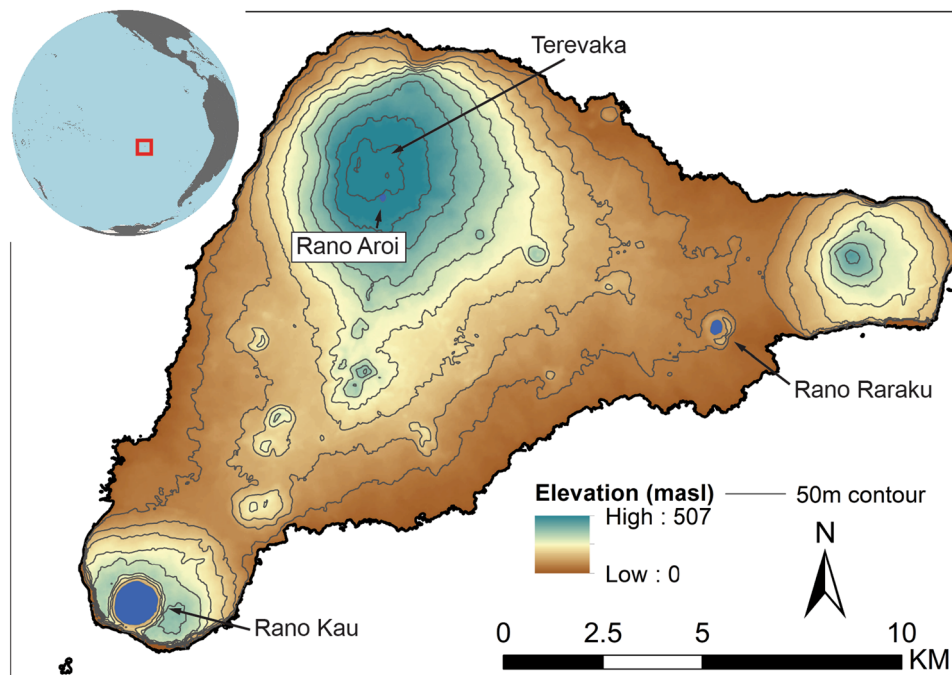 Terevaka
Rano Aroi
Rano Raraku
Elevation (masl)
50m contour
High : 507
Low : 0
N
Rano Kau
0 2.5 5 10
KM